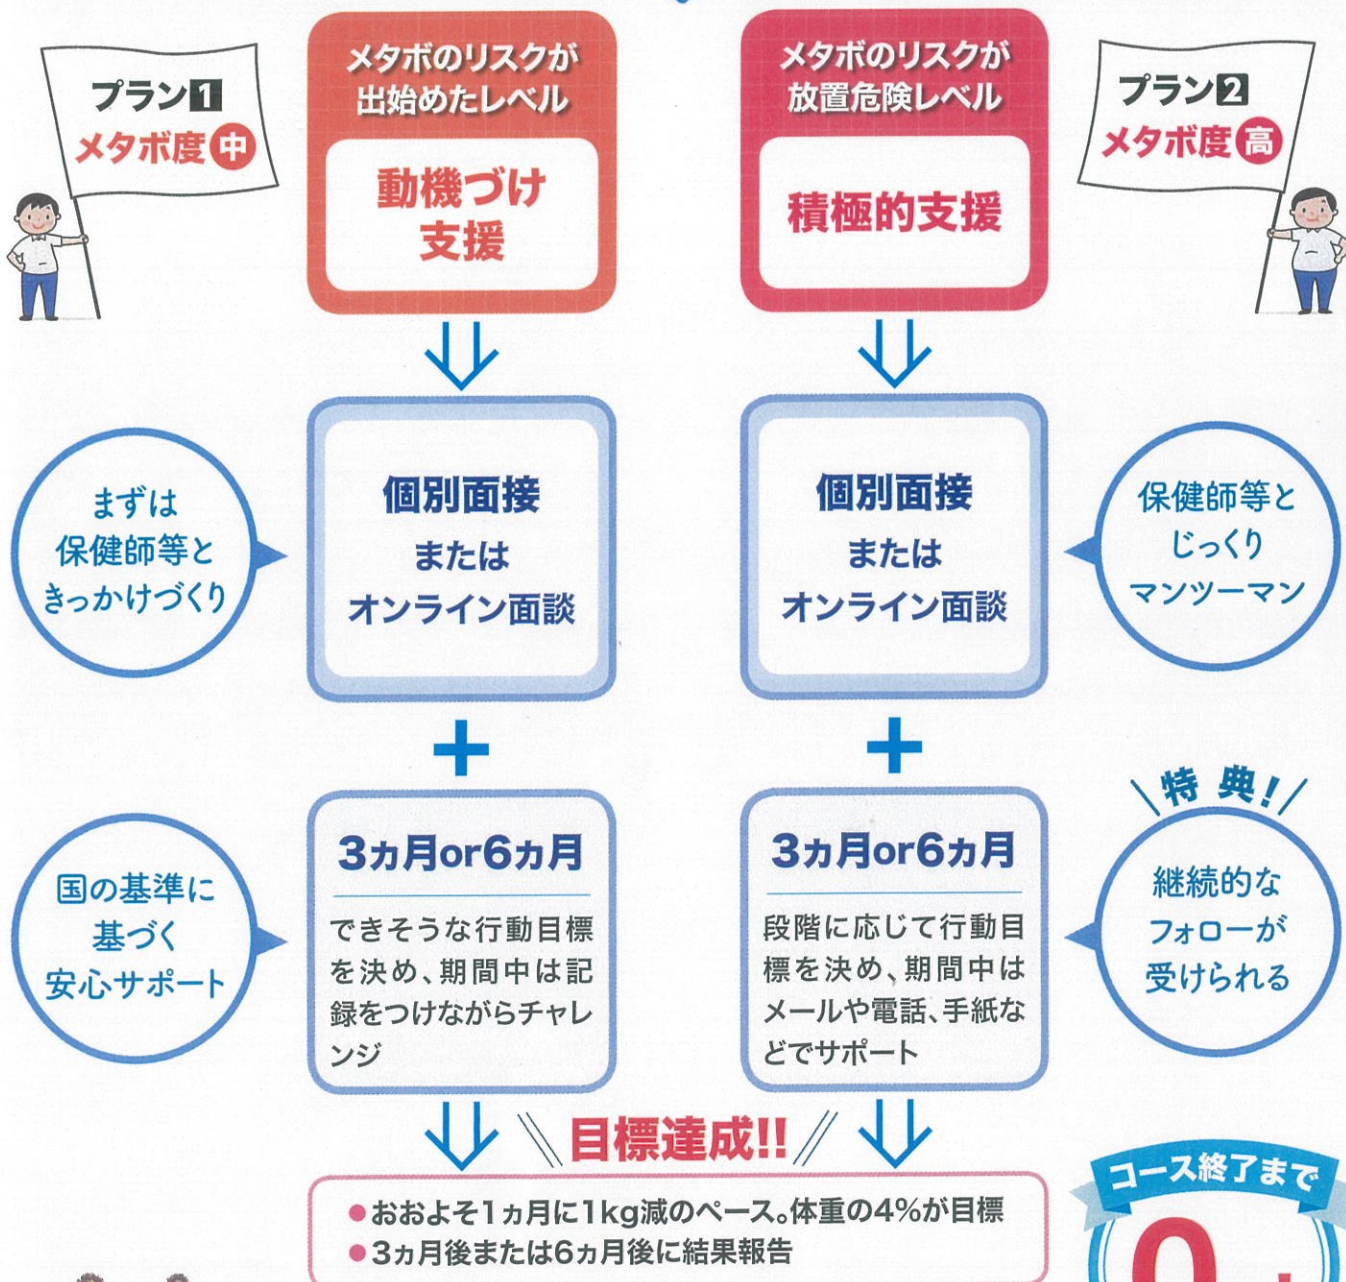 プラン1
メタボ度 中
メタボのリスクが
出始めたレベル
動機づけ
支援
メタボのリスクが
放置危険レベル
積極的支援
プラン2
メタボ度 高
まずは
保健師等と
きっかけづくり
個別面接
または
オンライン面談
個別面接
または
オンライン面談
保健師等と
じっくり
マンツーマン
+
+
国の基準に
基づく
安心サポート
3ヵ月or6ヵ月
できそうな行動目標
を決め、期間中は記
録をつけながらチャレ
ンジ
3ヵ月or6ヵ月
段階に応じて行動目
標を決め、期間中は
メールや電話、手紙な
どでサポート
特典!
継続的な
フォローが
受けられる
目標達成!!
●おおよそ1ヵ月に1kg減のペース。体重の4%が目標
●3ヵ月後または6ヵ月後に結果報告
コース終了まで